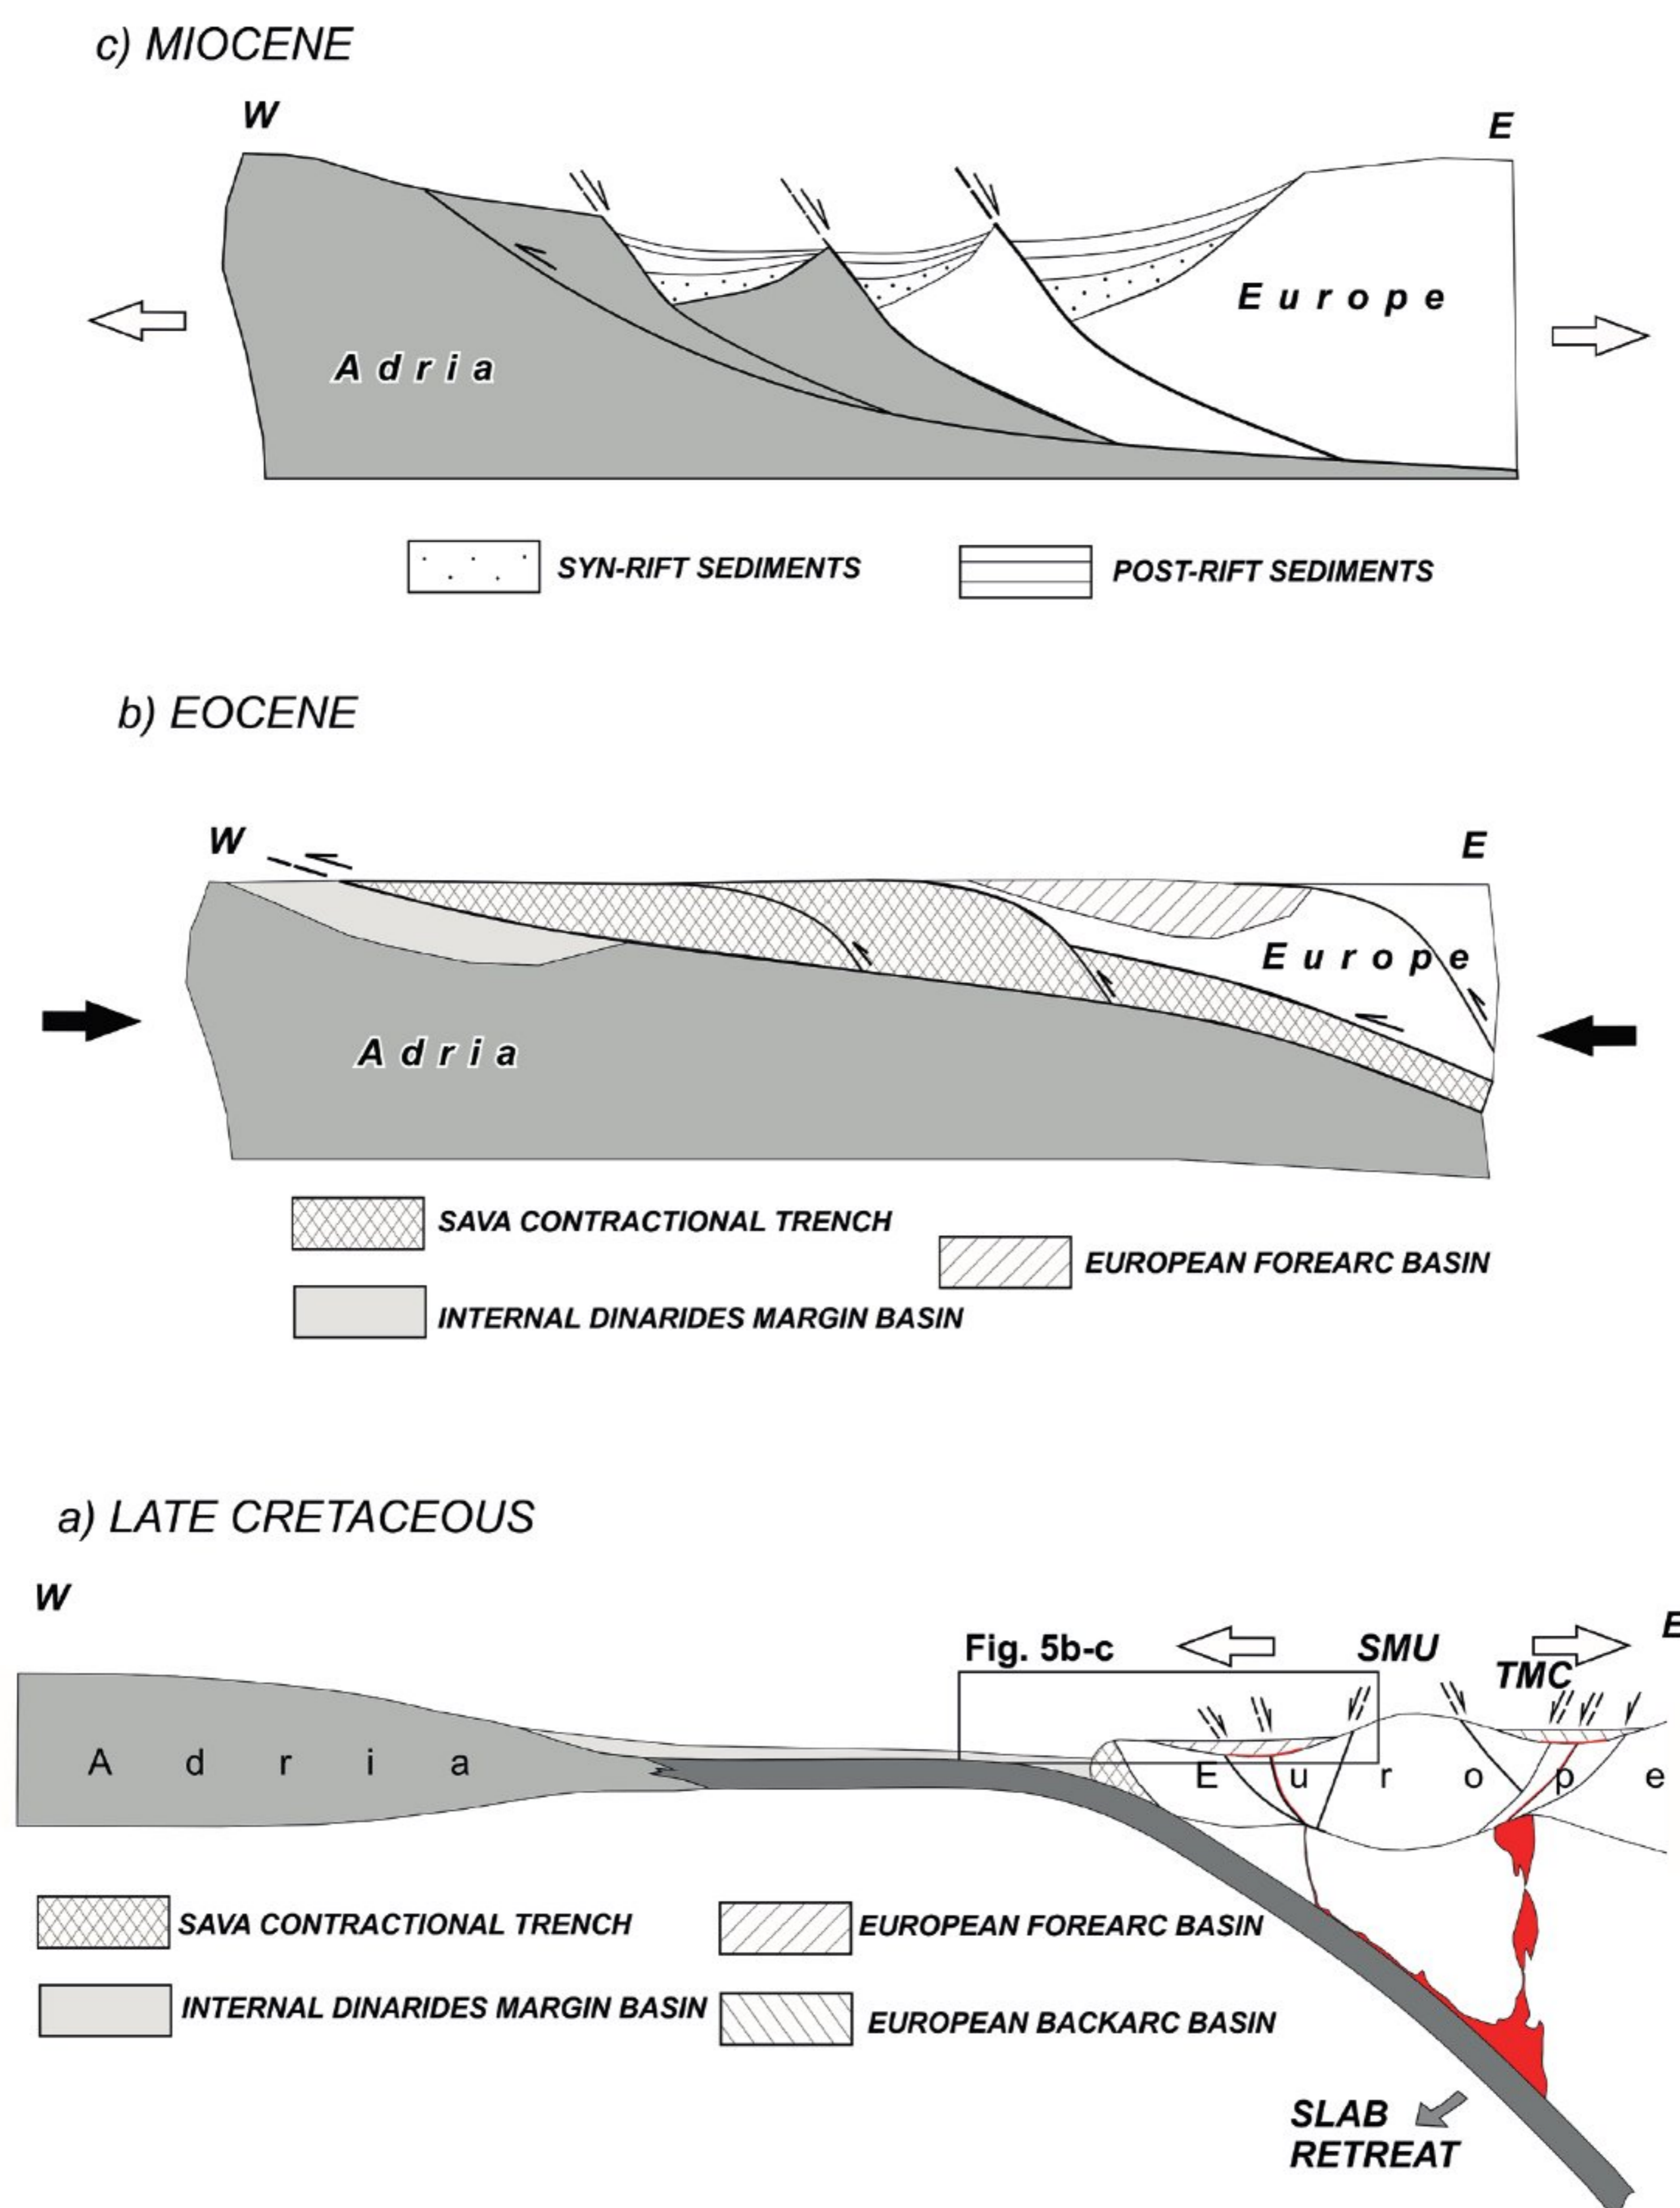 c) MIOCENE
W
E
Europe
Adria
SYN-RIFT SEDIMENTS
POST-RIFT SEDIMENTS
b) EOCENE
W
E
Europe
Adria
SAVA CONTRACTIONAL TRENCH
EUROPEAN FOREARC BASIN
INTERNAL DINARIDES MARGIN BASIN
a) LATE CRETACEOUS
W
E
Fig. 5b-c
SMU
TMC
Adria
Europe
SAVA CONTRACTIONAL TRENCH
EUROPEAN FOREARC BASIN
INTERNAL DINARIDES MARGIN BASIN
EUROPEAN BACKARC BASIN
SLAB
RETREAT